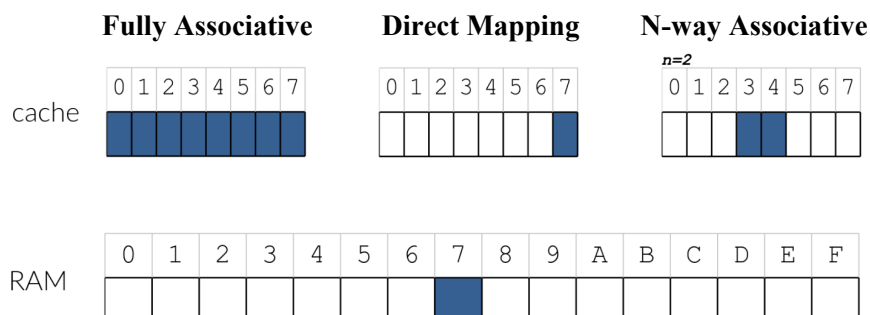 Fully Associative Direct Mapping N-way Associative
n=2
0 1 2 3 4 5 6 7 0 1 2 3 4 5 6 7 0 1 2 3 4 5 6 7
cache
0 1 2 3 4 5 6 7 8 9 A B C D E F
RAM